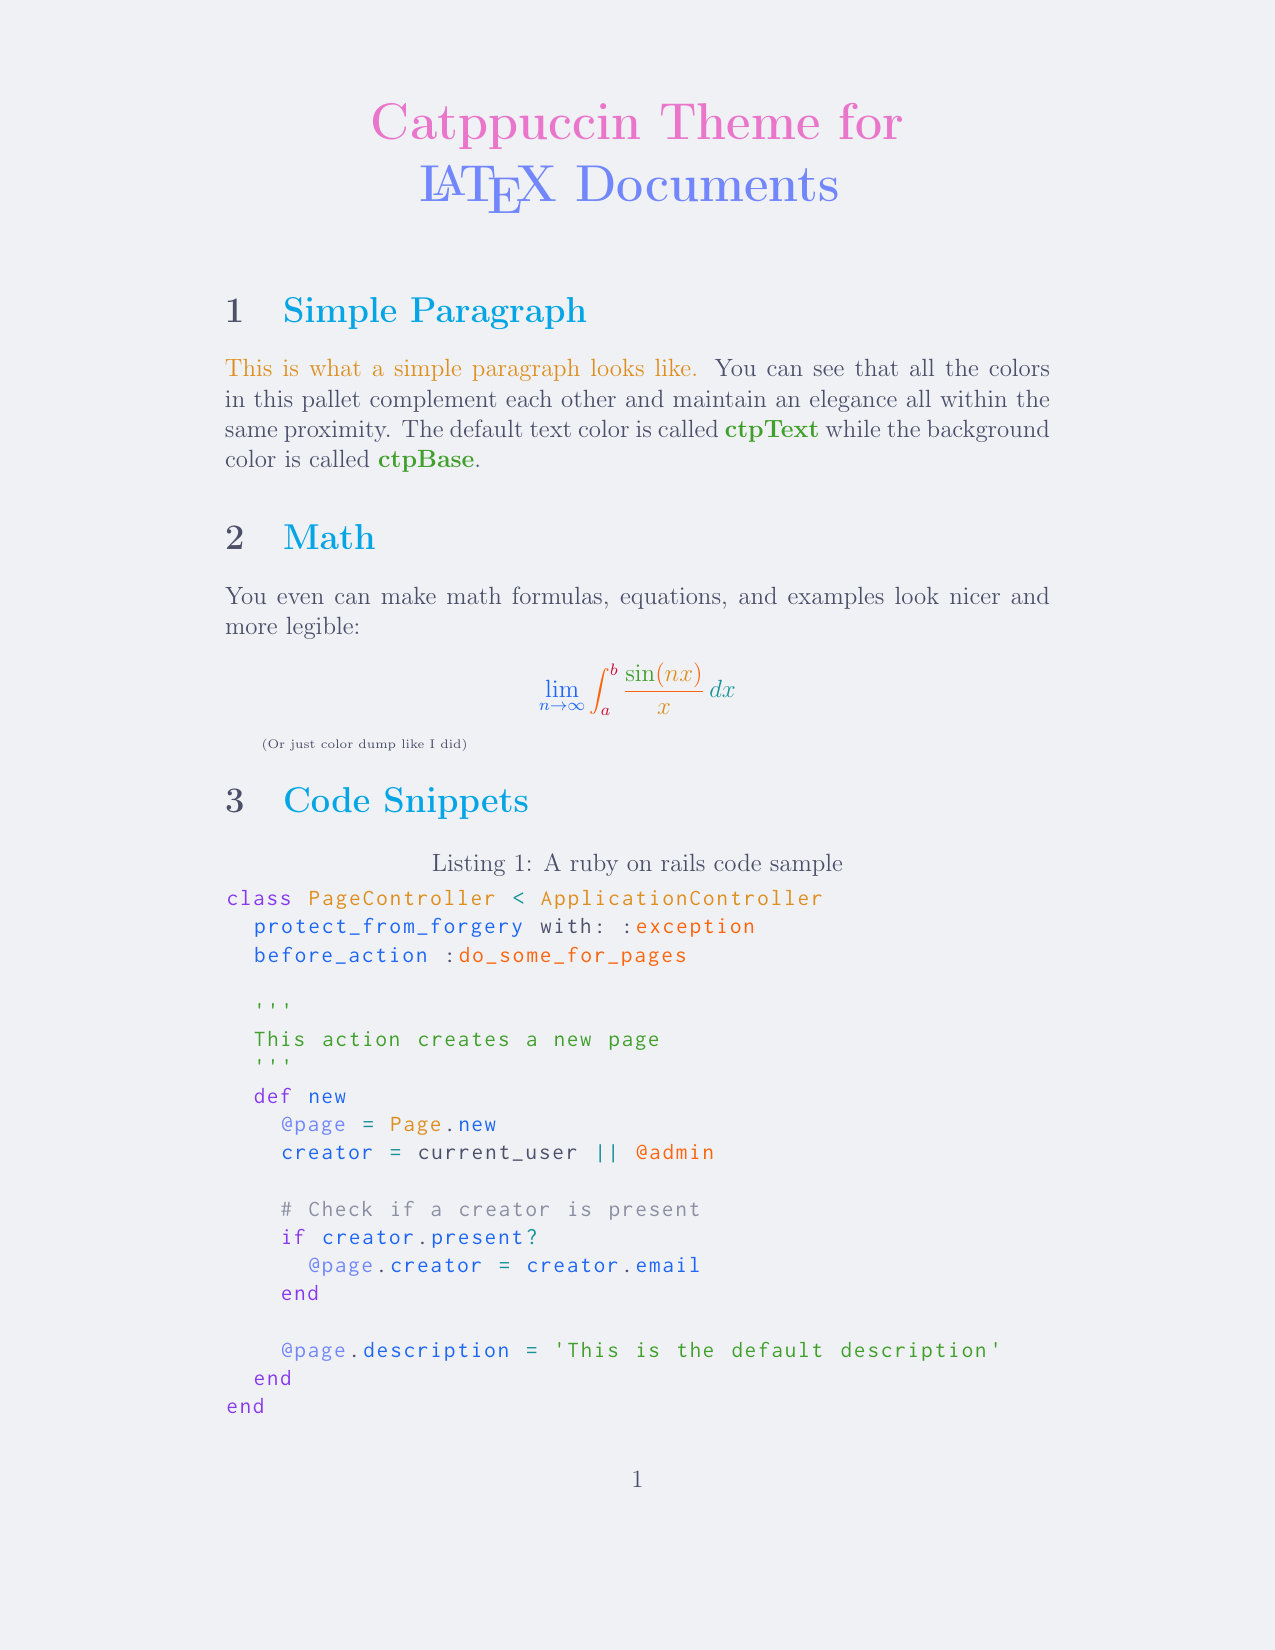 Catppuccin Theme for
LATEX Documents
1 Simple Paragraph
This is what a simple paragraph looks like. You can see that all the colors
in this pallet complement each other and maintain an elegance all within the
same proximity. The default text color is called ctpText while the background
color is called ctpBase.
2 Math
You even can make math formulas, equations, and examples look nicer and
more legible:
lim n→∞ ∫ₐᵇ sin(nx)/x dx
(Or just color dump like I did)
3 Code Snippets
Listing 1: A ruby on rails code sample
class PageController < ApplicationController
  protect_from_forgery with: :exception
  before_action :do_some_for_pages
  '''
  This action creates a new page
  '''
  def new
    @page = Page.new
    creator = current_user || @admin
    # Check if a creator is present
    if creator.present?
      @page.creator = creator.email
    end
    @page.description = 'This is the default description'
  end
end
1